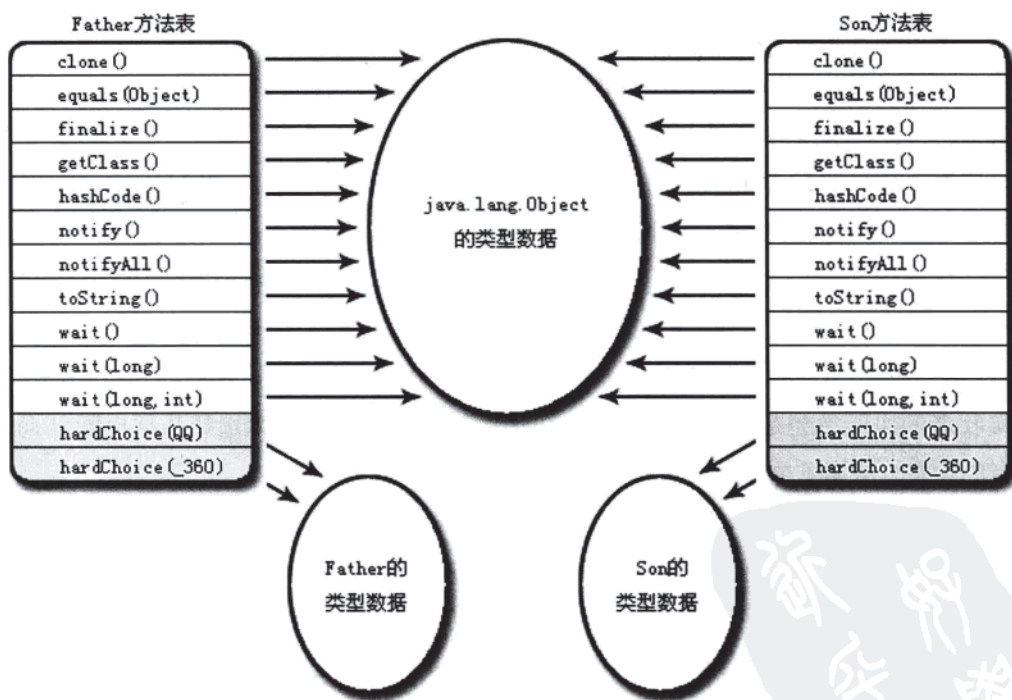 Father方法表
clone()
equals(Object)
finalize()
getClass()
hashCode()
notify()
notifyAll()
toString()
wait()
wait(long)
wait(long,int)
hardChoice(QQ)
hardChoice(_360)
java.lang.Object
的类型数据
Son方法表
clone()
equals(Object)
finalize()
getClass()
hashCode()
notify()
notifyAll()
toString()
wait()
wait(long)
wait(long,int)
hardChoice(QQ)
hardChoice(_360)
Father的
类型数据
Son的
类型数据